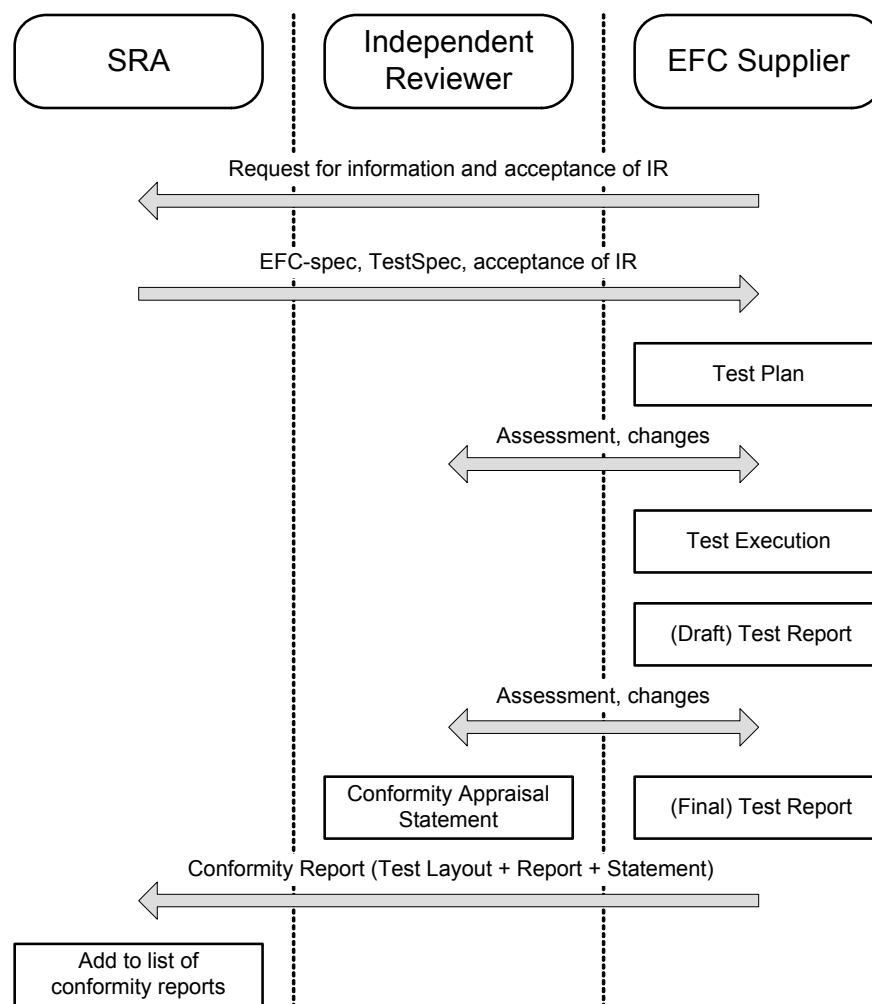 SRA
Independent
Reviewer
EFC Supplier
Request for information and acceptance of IR
EFC-spec, TestSpec, acceptance of IR
Test Plan
Assessment, changes
Test Execution
(Draft) Test Report
Assessment, changes
Conformity Appraisal
Statement
(Final) Test Report
Conformity Report (Test Layout + Report + Statement)
Add to list of
conformity reports